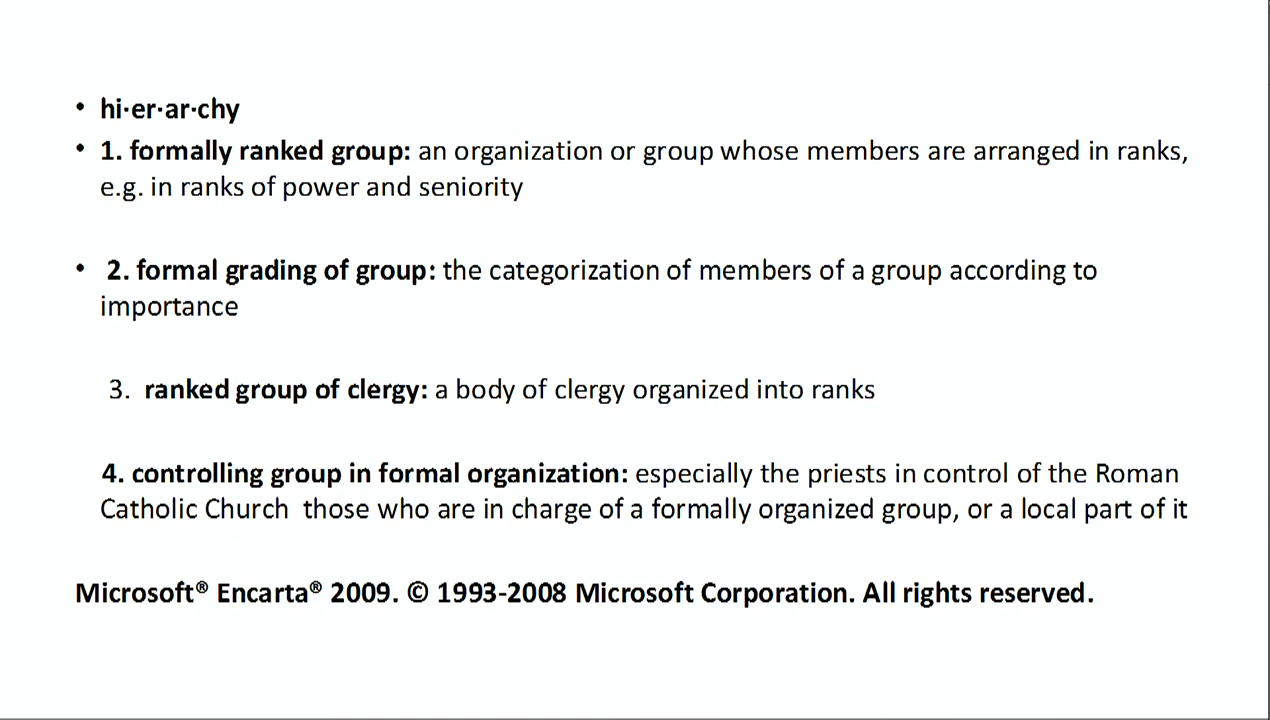 • hi·er·ar·chy
• 1. formally ranked group: an organization or group whose members are arranged in ranks,
e.g. in ranks of power and seniority
• 2. formal grading of group: the categorization of members of a group according to
importance
3. ranked group of clergy: a body of clergy organized into ranks
4. controlling group in formal organization: especially the priests in control of the Roman
Catholic Church those who are in charge of a formally organized group, or a local part of it
Microsoft® Encarta® 2009. © 1993-2008 Microsoft Corporation. All rights reserved.